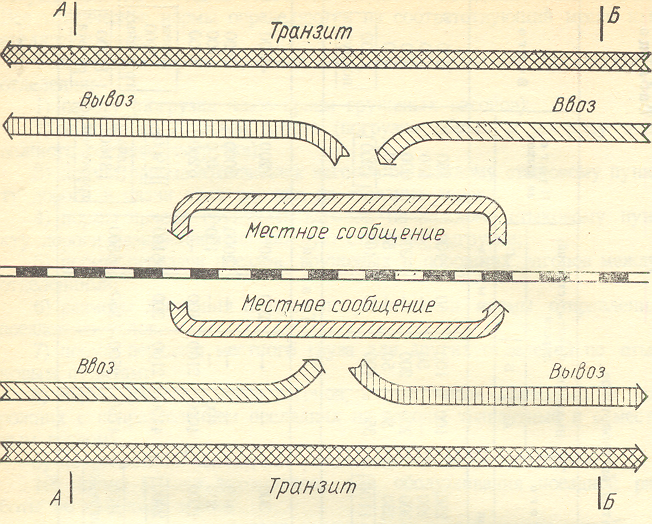 А
Б
Транзит
Вывоз
Ввоз
Местное сообщение
Местное сообщение
Ввоз
Вывоз
А
Транзит
Б